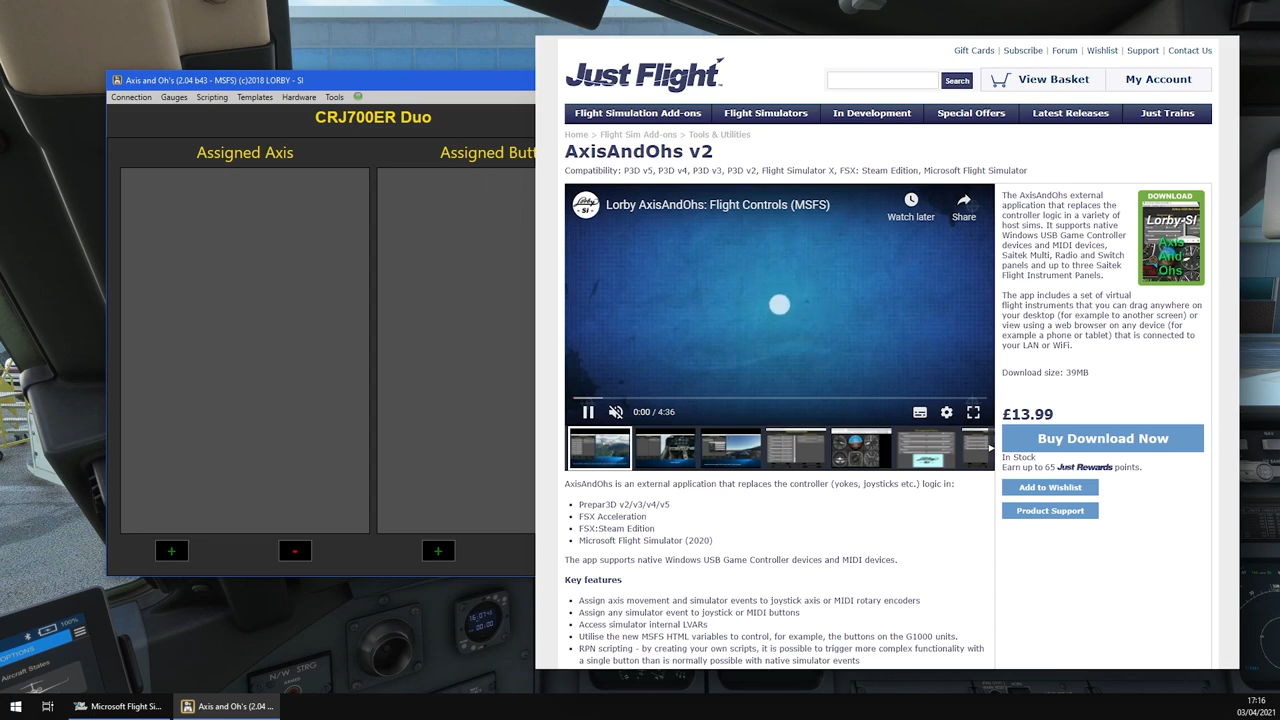 Axis and Oh's (2.04 b43 - MSFS) (c)2018 LORBY - SI
Connection Gauges Scripting Templates Hardware Tools
CRJ700ER Duo
Assigned Axis
Assigned Butt
+
-
+
Gift Cards | Subscribe | Forum | Wishlist | Support | Contact Us
Just Flight
Search
View Basket
My Account
Flight Simulation Add-ons
Flight Simulators
In Development
Special Offers
Latest Releases
Just Trains
Home > Flight Sim Add-ons > Tools & Utilities
AxisAndOhs v2
Compatibility: P3D v5, P3D v4, P3D v3, P3D v2, Flight Simulator X, FSX: Steam Edition, Microsoft Flight Simulator
Lorby
- SI -
Lorby AxisAndOhs: Flight Controls (MSFS)
Watch later
Share
0:00 / 4:36
The AxisAndOhs external
application that replaces the
controller logic in a variety of
host sims. It supports native
Windows USB Game Controller
devices and MIDI devices,
Saitek Multi, Radio and Switch
panels and up to three Saitek
Flight Instrument Panels.
DOWNLOAD
Lorby-SI
Axis
And
Ohs
The app includes a set of virtual
flight instruments that you can drag anywhere on
your desktop (for example to another screen) or
view using a web browser on any device (for
example a phone or tablet) that is connected to
your LAN or WiFi.
Download size: 39MB
£13.99
Buy Download Now
In Stock
Earn up to 65 Just Rewards points.
Add to Wishlist
Product Support
AxisAndOhs is an external application that replaces the controller (yokes, joysticks etc.) logic in:
• Prepar3D v2/v3/v4/v5
• FSX Acceleration
• FSX:Steam Edition
• Microsoft Flight Simulator (2020)
The app supports native Windows USB Game Controller devices and MIDI devices.
Key features
• Assign axis movement and simulator events to joystick axis or MIDI rotary encoders
• Assign any simulator event to joystick or MIDI buttons
• Access simulator internal LVARs
• Utilise the new MSFS HTML variables to control, for example, the buttons on the G1000 units.
• RPN scripting - by creating your own scripts, it is possible to trigger more complex functionality with
a single button than is normally possible with native simulator events
100%
OPTIONS
Aircraft States
N/W STRG
Microsoft Flight Si...
Axis and Oh's (2.04 ...
17:16
03/04/2021